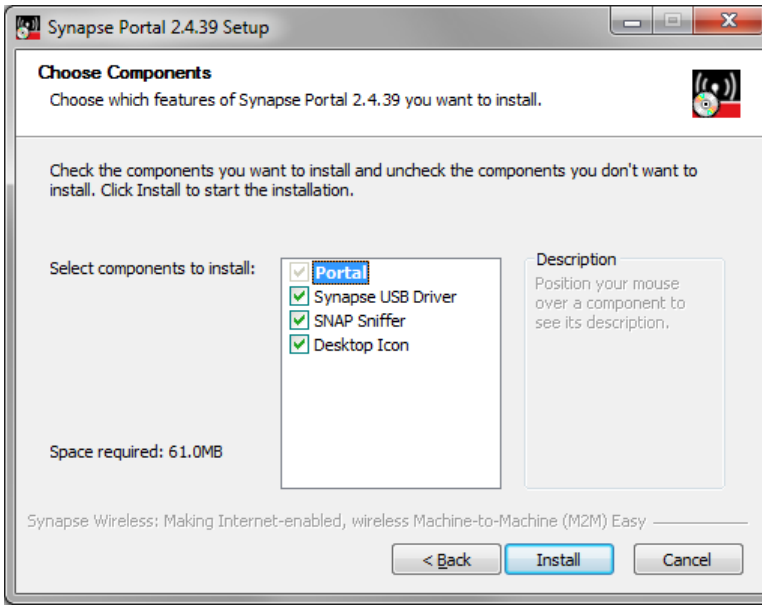 Synapse Portal 2.4.39 Setup
Choose Components
Choose which features of Synapse Portal 2.4.39 you want to install.
Check the components you want to install and uncheck the components you don't want to
install. Click Install to start the installation.
Select components to install:
Portal
Synapse USB Driver
SNAP Sniffer
Desktop Icon
Description
Position your mouse
over a component to
see its description.
Space required: 61.0MB
Synapse Wireless: Making Internet-enabled, wireless Machine-to-Machine (M2M) Easy
< Back
Install
Cancel